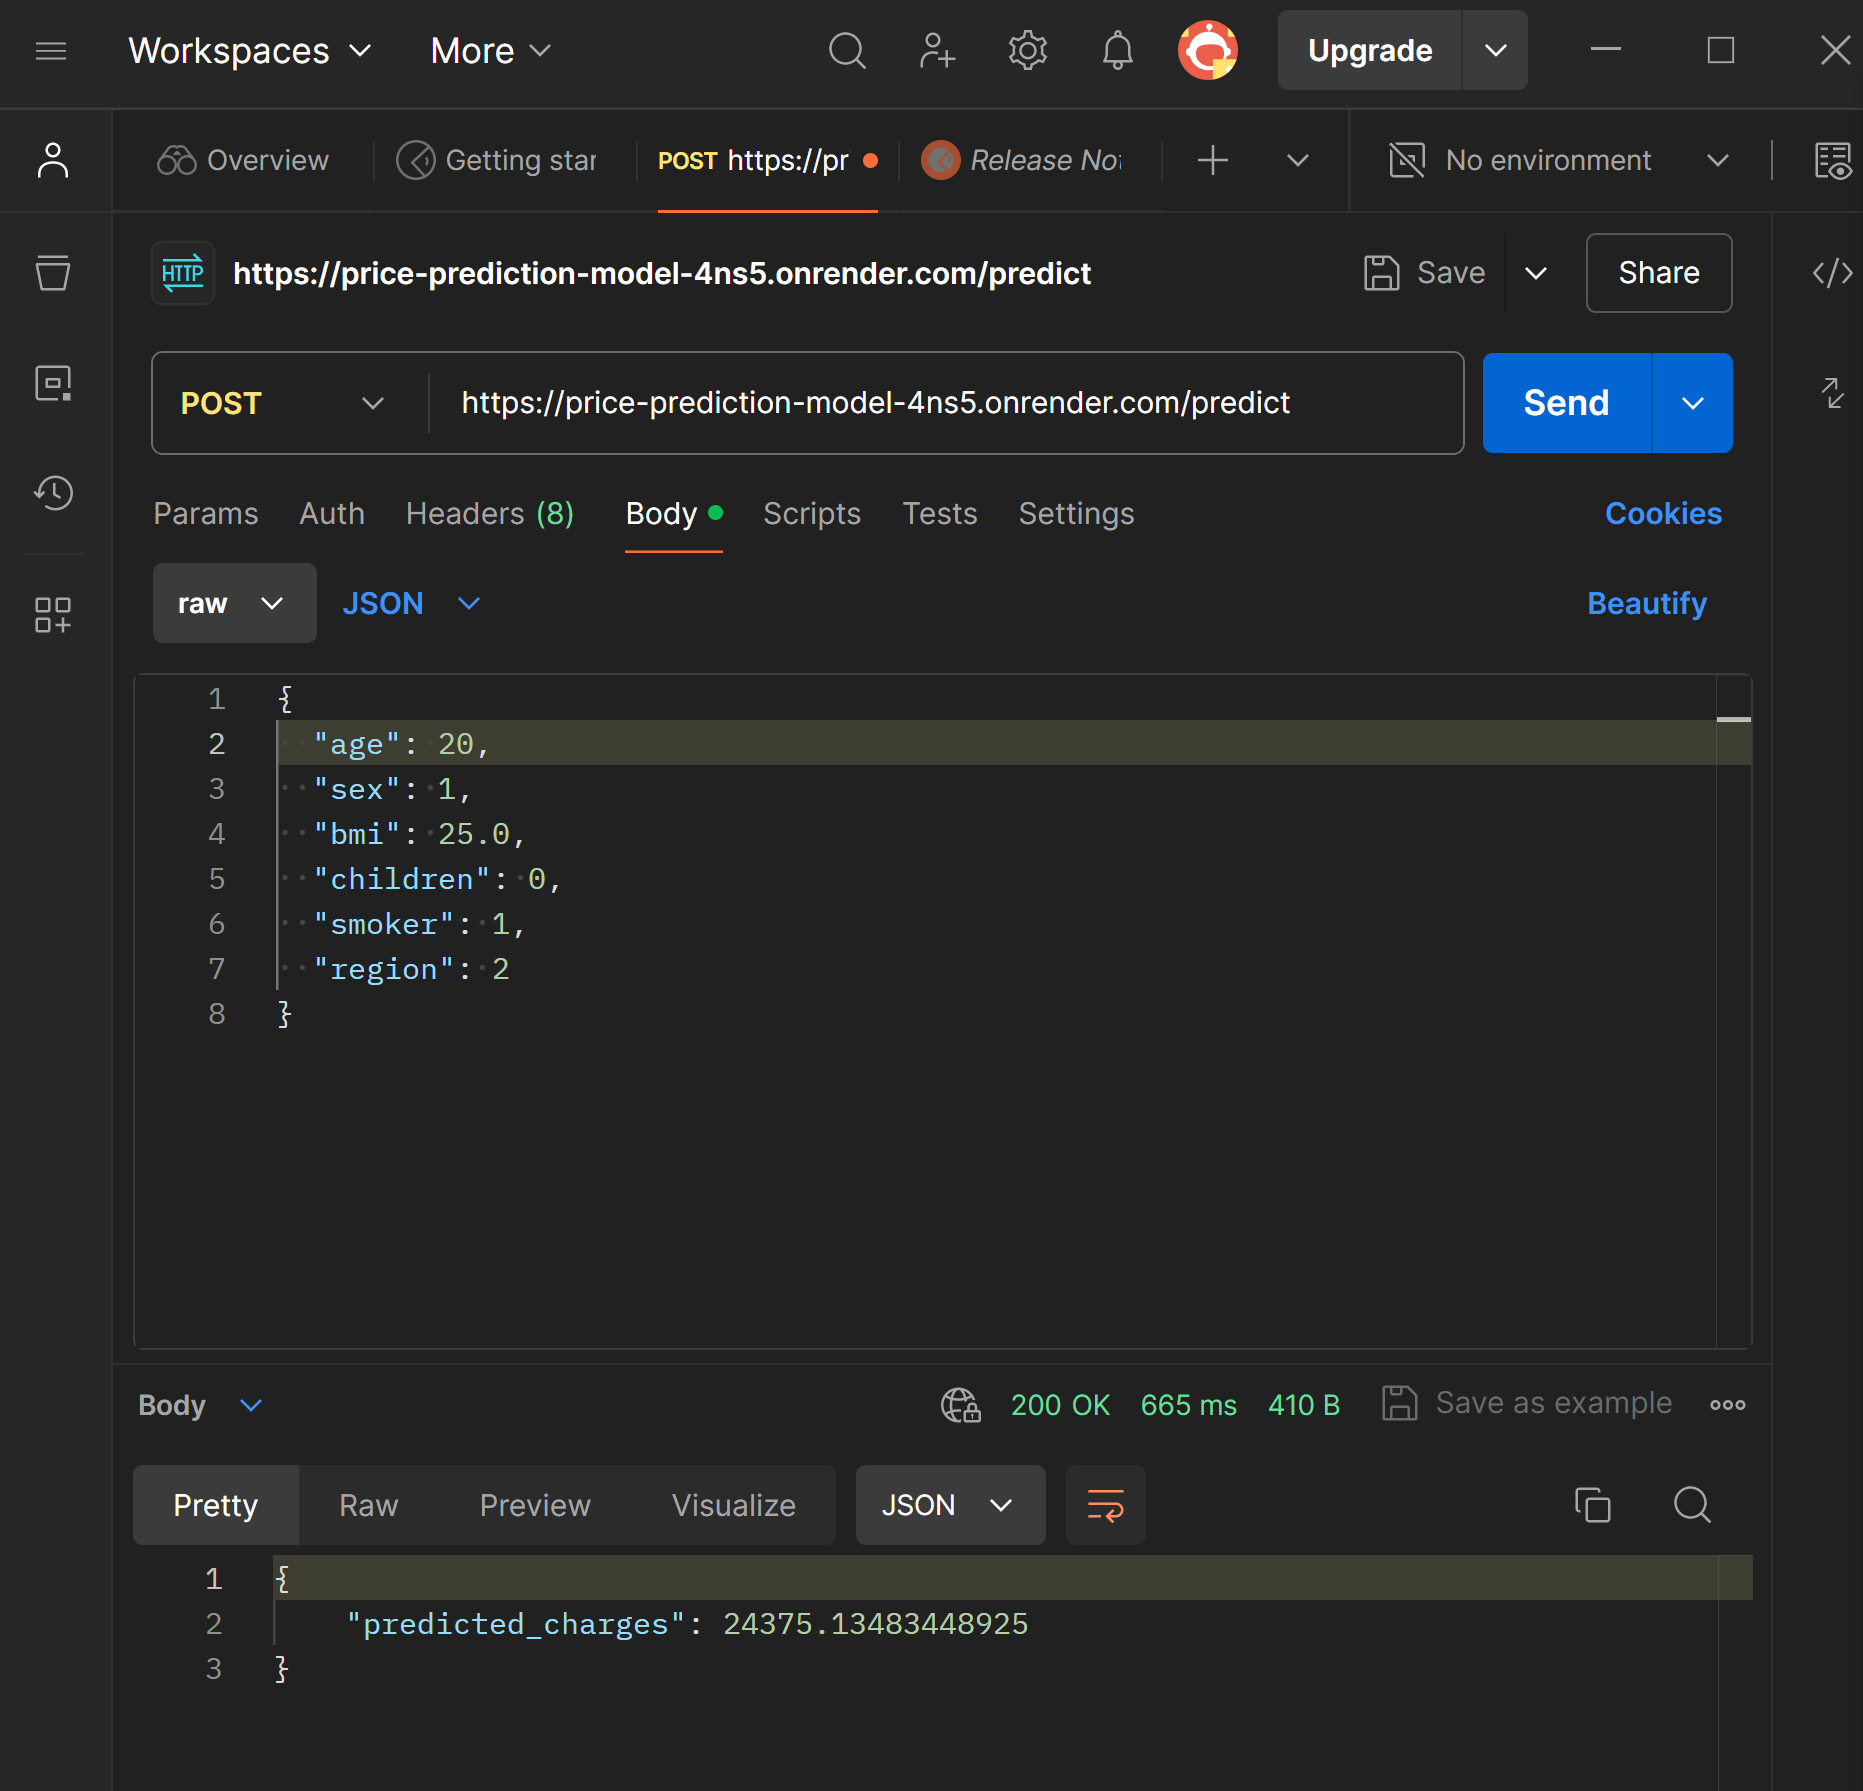 Workspaces More Upgrade
Overview Getting star POST https://pr Release No No environment
HTTP https://price-prediction-model-4ns5.onrender.com/predict Save Share
POST https://price-prediction-model-4ns5.onrender.com/predict Send
Params Auth Headers (8) Body Scripts Tests Settings Cookies
raw JSON Beautify
1 {
2 "age": 20,
3 "sex": 1,
4 "bmi": 25.0,
5 "children": 0,
6 "smoker": 1,
7 "region": 2
8 }
Body 200 OK 665 ms 410 B Save as example
Pretty Raw Preview Visualize JSON
1 {
2 "predicted_charges": 24375.13483448925
3 }